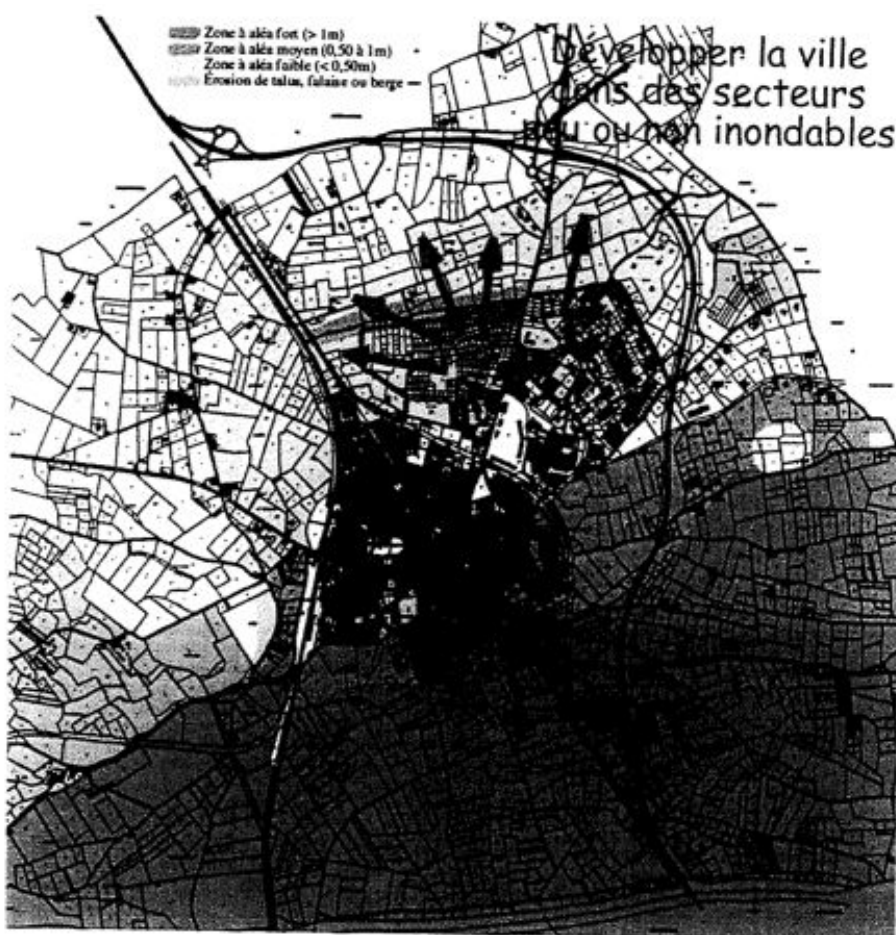 Zone à aléa fort (> 1m)
Zone à aléa moyen (0,50 à 1m)
Zone à aléa faible (< 0,50m)
Érosion de talus, falaise ou berge
Développer la ville
dans des secteurs
peu ou non inondables